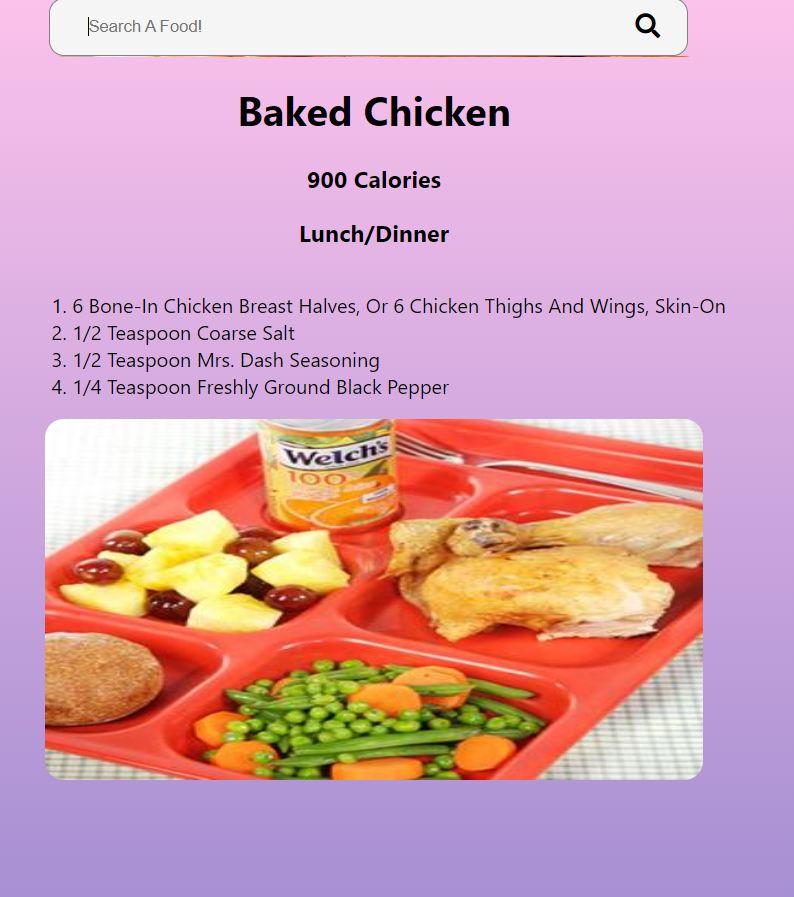 Search A Food!
Baked Chicken
900 Calories
Lunch/Dinner
1. 6 Bone-In Chicken Breast Halves, Or 6 Chicken Thighs And Wings, Skin-On
2. 1/2 Teaspoon Coarse Salt
3. 1/2 Teaspoon Mrs. Dash Seasoning
4. 1/4 Teaspoon Freshly Ground Black Pepper
Welch's
100